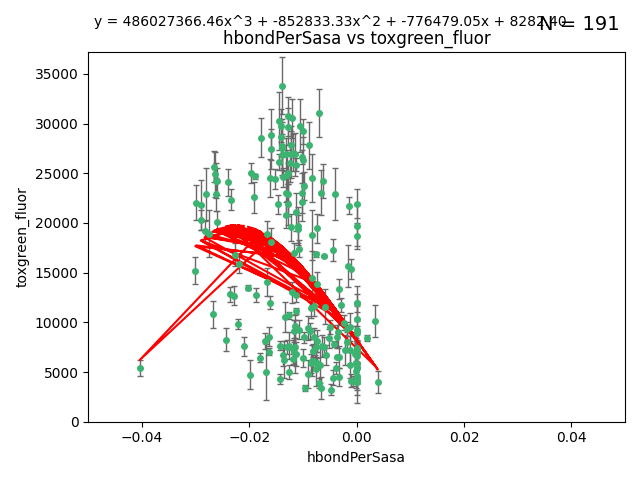 y = 486027366.46x^3 + -852833.33x^2 + -776479.05x + 8282.40
N = 191
hbondPerSasa vs toxgreen_fluor
35000
30000
25000
20000
15000
10000
5000
0
toxgreen_fluor
−0.04
−0.02
0.00
0.02
0.04
hbondPerSasa